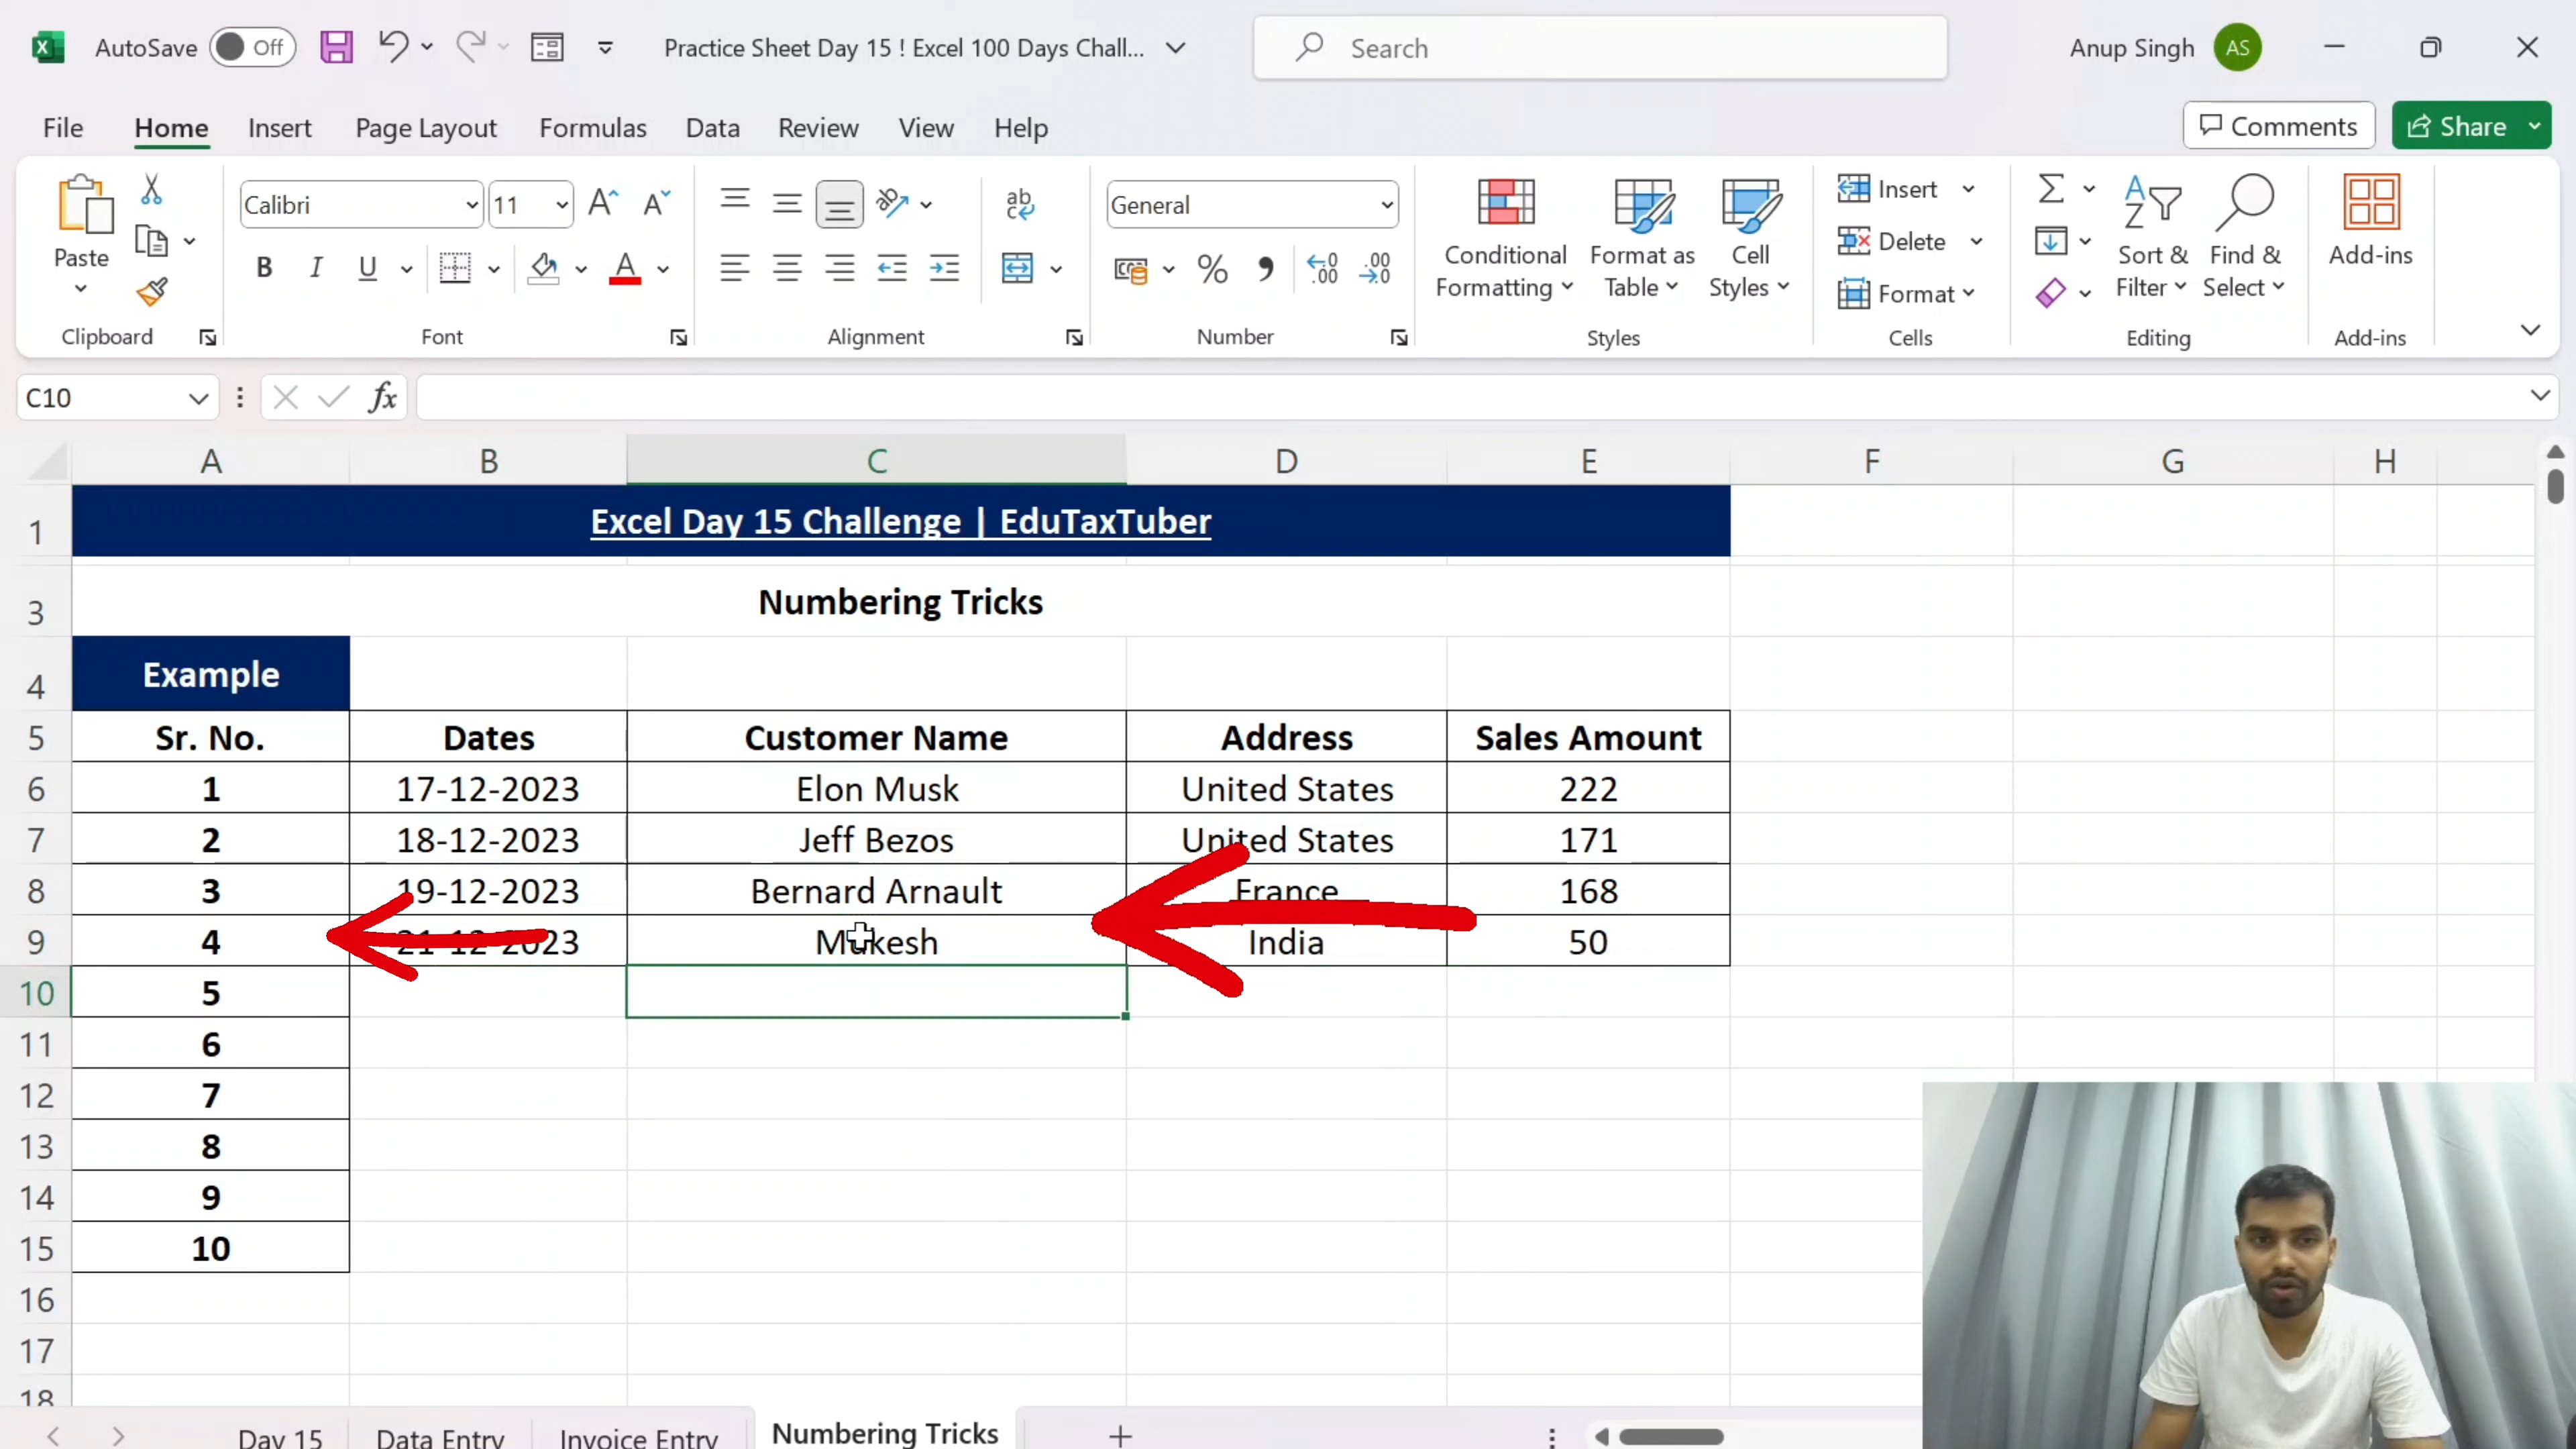 AutoSave Off Practice Sheet Day 15 ! Excel 100 Days Chall... Search Anup Singh AS
File Home Insert Page Layout Formulas Data Review View Help Comments Share
Paste
Clipboard
Calibri 11
B I U A
Font
ab
Alignment
General
% ,
Number
Conditional Formatting
Format as Table
Cell Styles
Styles
Insert
Delete
Format
Cells
Sort & Filter
Find & Select
Editing
Add-ins
Add-ins
C10 fx
A B C D E F G H
1 Excel Day 15 Challenge | EduTaxTuber
3 Numbering Tricks
4 Example
5 Sr. No. Dates Customer Name Address Sales Amount
6 1 17-12-2023 Elon Musk United States 222
7 2 18-12-2023 Jeff Bezos United States 171
8 3 19-12-2023 Bernard Arnault France 168
9 4 21-12-2023 Mukesh India 50
10 5
11 6
12 7
13 8
14 9
15 10
16
17
18
Day 15 Data Entry Invoice Entry Numbering Tricks